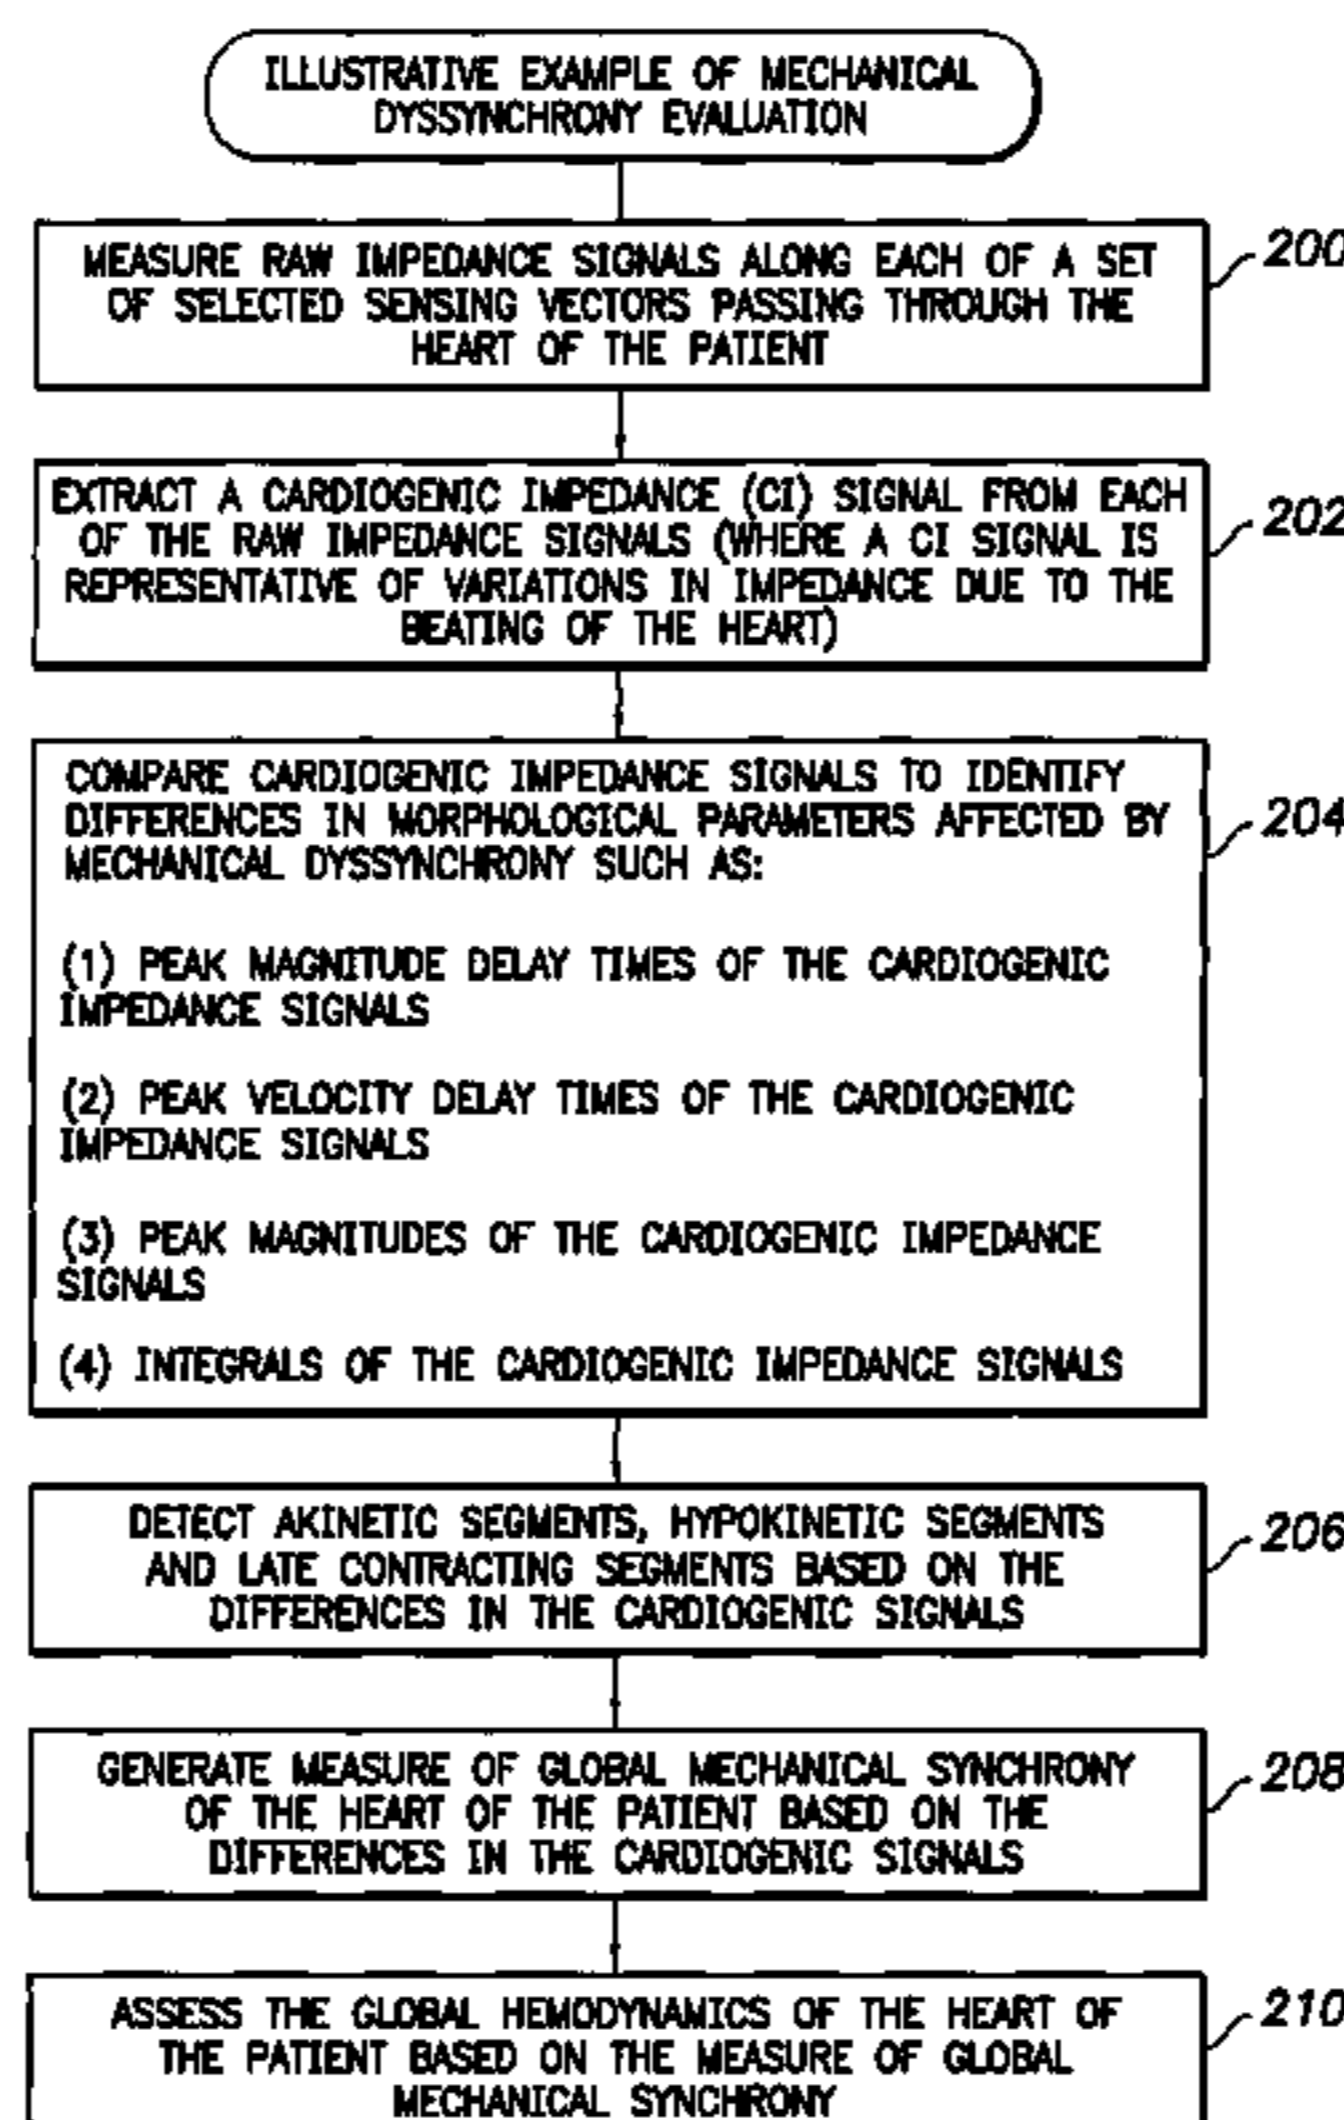 ILLUSTRATIVE EXAMPLE OF MECHANICAL
DYSSYNCHRONY EVALUATION
MEASURE RAW IMPEDANCE SIGNALS ALONG EACH OF A SET
OF SELECTED SENSING VECTORS PASSING THROUGH THE
HEART OF THE PATIENT
200
EXTRACT A CARDIOGENIC IMPEDANCE (CI) SIGNAL FROM EACH
OF THE RAW IMPEDANCE SIGNALS (WHERE A CI SIGNAL IS
REPRESENTATIVE OF VARIATIONS IN IMPEDANCE DUE TO THE
BEATING OF THE HEART)
202
COMPARE CARDIOGENIC IMPEDANCE SIGNALS TO IDENTIFY
DIFFERENCES IN MORPHOLOGICAL PARAMETERS AFFECTED BY
MECHANICAL DYSSYNCHRONY SUCH AS:
204
(1) PEAK MAGNITUDE DELAY TIMES OF THE CARDIOGENIC
IMPEDANCE SIGNALS
(2) PEAK VELOCITY DELAY TIMES OF THE CARDIOGENIC
IMPEDANCE SIGNALS
(3) PEAK MAGNITUDES OF THE CARDIOGENIC IMPEDANCE
SIGNALS
(4) INTEGRALS OF THE CARDIOGENIC IMPEDANCE SIGNALS
DETECT AKINETIC SEGMENTS, HYPOKINETIC SEGMENTS
AND LATE CONTRACTING SEGMENTS BASED ON THE
DIFFERENCES IN THE CARDIOGENIC SIGNALS
206
GENERATE MEASURE OF GLOBAL MECHANICAL SYNCHRONY
OF THE HEART OF THE PATIENT BASED ON THE
DIFFERENCES IN THE CARDIOGENIC SIGNALS
208
ASSESS THE GLOBAL HEMODYNAMICS OF THE HEART OF
THE PATIENT BASED ON THE MEASURE OF GLOBAL
MECHANICAL SYNCHRONY
210